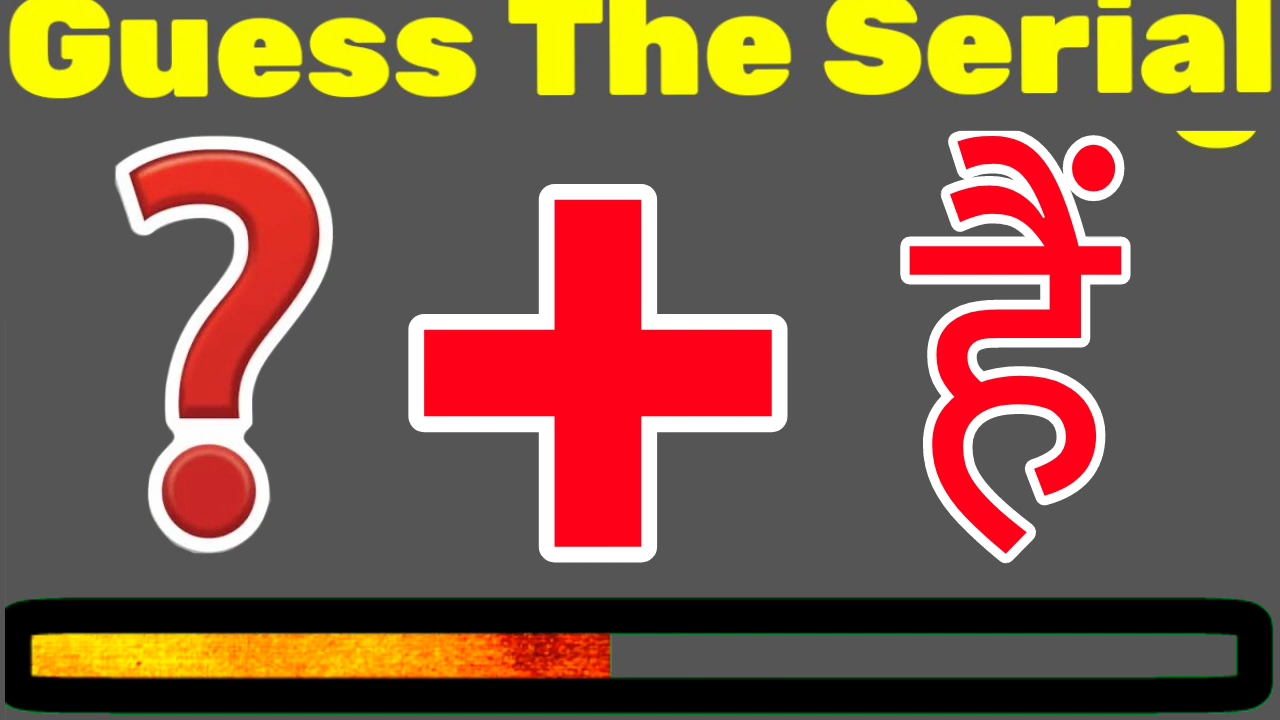 Guess The Serial
❓ + हैं